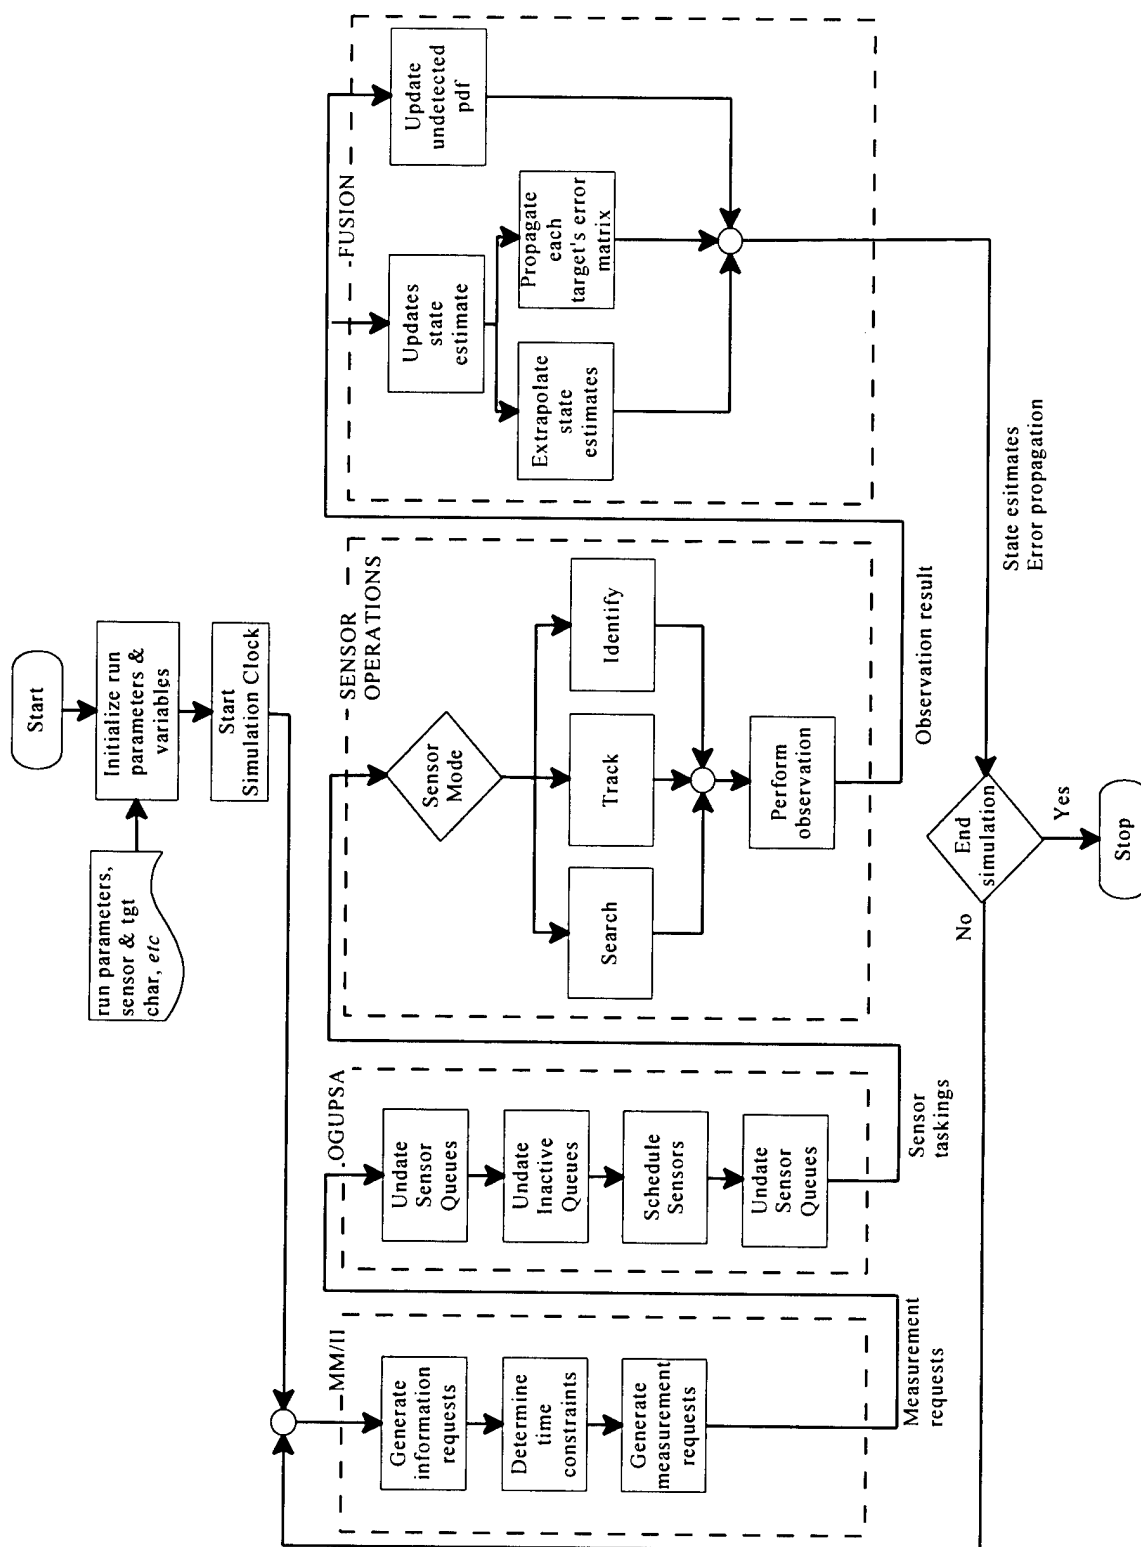 Start
Initialize run
parameters &
variables
run parameters,
sensor & tgt
char, etc
Start
Simulation Clock
MM/II
Generate
information
requests
Determine
time
constraints
Generate
measurement
requests
Measurement
requests
OGUPSA
Undate
Sensor
Queues
Update
Inactive
Queues
Schedule
Sensors
Undate
Sensor
Queues
Sensor
taskings
SENSOR
OPERATIONS
Sensor
Mode
Search
Track
Identify
Perform
observation
Observation result
FUSION
Updates
state
estimate
Update
undetected
pdf
Extrapolate
state
estimates
Propagate
each
target's error
matrix
State esitmates
Error propagation
End
simulation
No
Yes
Stop